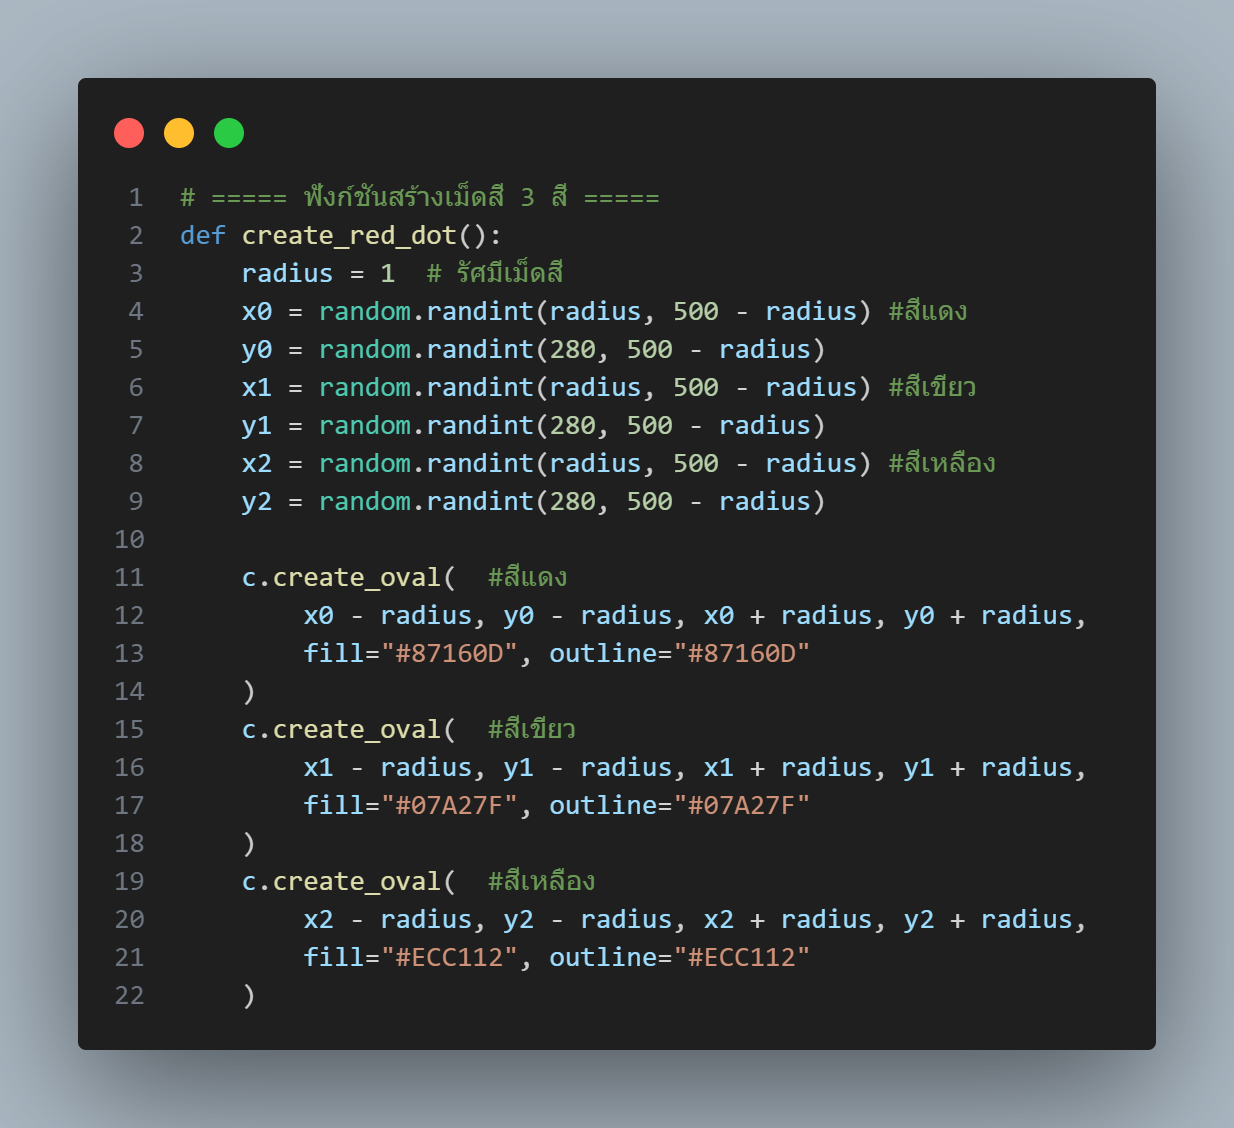 1 # ===== ฟังก์ชันสร้างเม็ดสี 3 สี =====
2 def create_red_dot():
3     radius = 1  # รัศมีเม็ดสี
4     x0 = random.randint(radius, 500 - radius) #สีแดง
5     y0 = random.randint(280, 500 - radius)
6     x1 = random.randint(radius, 500 - radius) #สีเขียว
7     y1 = random.randint(280, 500 - radius)
8     x2 = random.randint(radius, 500 - radius) #สีเหลือง
9     y2 = random.randint(280, 500 - radius)
10
11     c.create_oval(  #สีแดง
12         x0 - radius, y0 - radius, x0 + radius, y0 + radius,
13         fill="#87160D", outline="#87160D"
14     )
15     c.create_oval(  #สีเขียว
16         x1 - radius, y1 - radius, x1 + radius, y1 + radius,
17         fill="#07A27F", outline="#07A27F"
18     )
19     c.create_oval(  #สีเหลือง
20         x2 - radius, y2 - radius, x2 + radius, y2 + radius,
21         fill="#ECC112", outline="#ECC112"
22     )